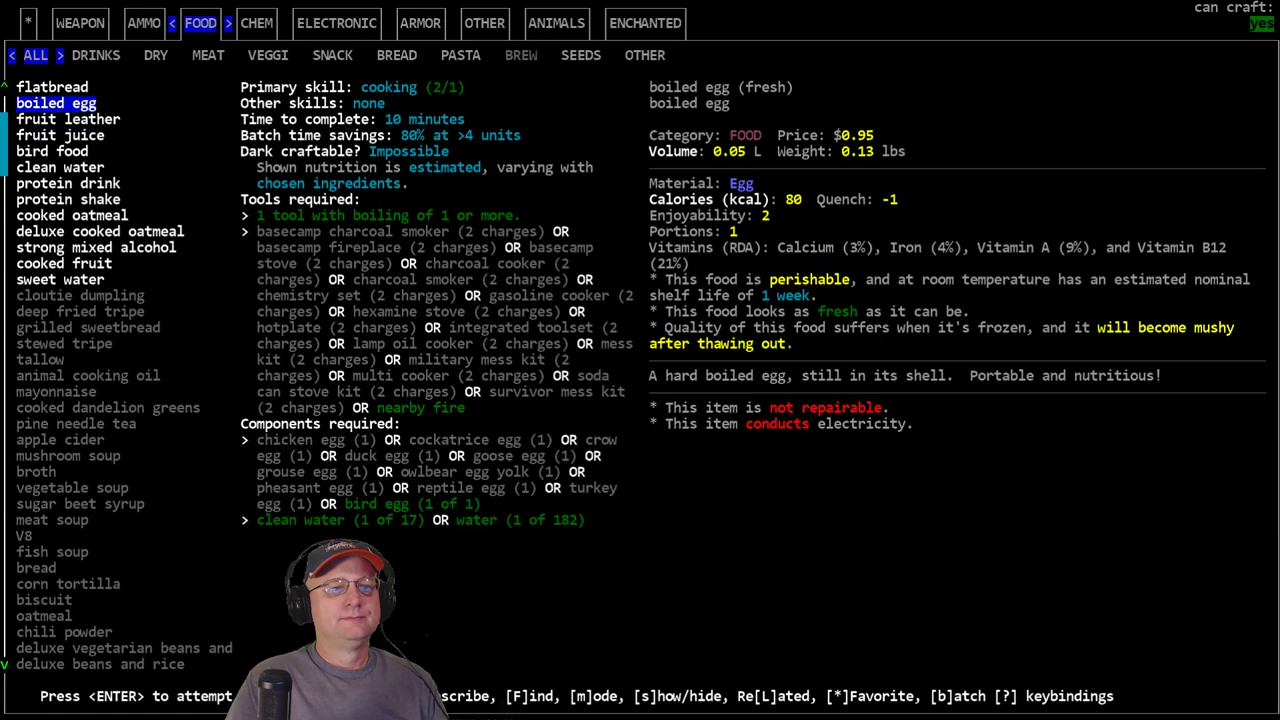 can craft:
* WEAPON AMMO < FOOD > CHEM ELECTRONIC ARMOR OTHER ANIMALS ENCHANTED
yes
< ALL > DRINKS DRY MEAT VEGGI SNACK BREAD PASTA BREW SEEDS OTHER
^ flatbread
boiled egg
fruit leather
fruit juice
bird food
clean water
protein drink
protein shake
cooked oatmeal
deluxe cooked oatmeal
strong mixed alcohol
cooked fruit
sweet water
cloutie dumpling
deep fried tripe
grilled sweetbread
stewed tripe
tallow
animal cooking oil
mayonnaise
cooked dandelion greens
pine needle tea
apple cider
mushroom soup
broth
vegetable soup
sugar beet syrup
meat soup
V8
fish soup
bread
corn tortilla
biscuit
oatmeal
chili powder
deluxe vegetarian beans and
v deluxe beans and rice
Primary skill: cooking (2/1)
Other skills: none
Time to complete: 10 minutes
Batch time savings: 80% at >4 units
Dark craftable? Impossible
Shown nutrition is estimated, varying with
chosen ingredients.
Tools required:
> 1 tool with boiling of 1 or more.
> basecamp charcoal smoker (2 charges) OR
basecamp fireplace (2 charges) OR basecamp
stove (2 charges) OR charcoal cooker (2
charges) OR charcoal smoker (2 charges) OR
chemistry set (2 charges) OR gasoline cooker (2
charges) OR hexamine stove (2 charges) OR
hotplate (2 charges) OR integrated toolset (2
charges) OR lamp oil cooker (2 charges) OR mess
kit (2 charges) OR military mess kit (2
charges) OR multi cooker (2 charges) OR soda
can stove kit (2 charges) OR survivor mess kit
(2 charges) OR nearby fire
Components required:
> chicken egg (1) OR cockatrice egg (1) OR crow
egg (1) OR duck egg (1) OR goose egg (1) OR
grouse egg (1) OR owlbear egg yolk (1) OR
pheasant egg (1) OR reptile egg (1) OR turkey
egg (1) OR bird egg (1 of 1)
> clean water (1 of 17) OR water (1 of 182)
boiled egg (fresh)
boiled egg
Category: FOOD Price: $0.95
Volume: 0.05 L Weight: 0.13 lbs
Material: Egg
Calories (kcal): 80 Quench: -1
Enjoyability: 2
Portions: 1
Vitamins (RDA): Calcium (3%), Iron (4%), Vitamin A (9%), and Vitamin B12
(21%)
* This food is perishable, and at room temperature has an estimated nominal
shelf life of 1 week.
* This food looks as fresh as it can be.
* Quality of this food suffers when it's frozen, and it will become mushy
after thawing out.
A hard boiled egg, still in its shell. Portable and nutritious!
* This item is not repairable.
* This item conducts electricity.
Press <ENTER> to attempt scribe, [F]ind, [m]ode, [s]how/hide, Re[L]ated, [*]Favorite, [b]atch [?] keybindings